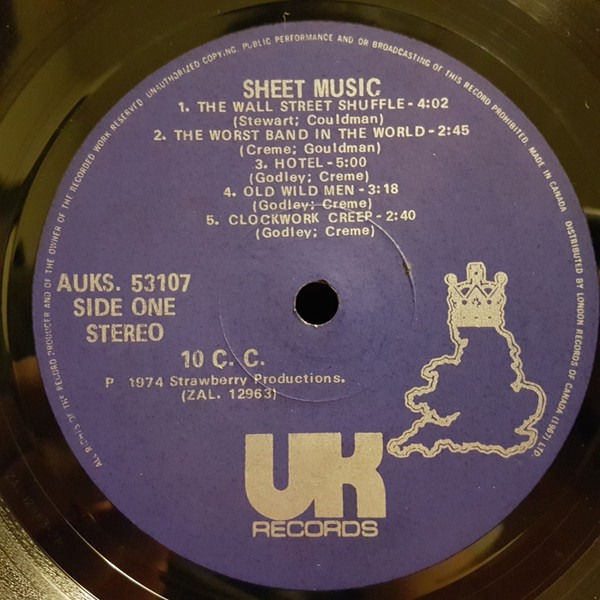 ALL RIGHTS OF THE RECORD PRODUCER AND OF THE OWNER OF THE RECORDED WORK RESERVED. UNAUTHORIZED COPYING, PUBLIC PERFORMANCE AND OR BROADCASTING OF THIS RECORD PROHIBITED. MADE IN CANADA DISTRIBUTED BY LONDON RECORDS OF CANADA (1967) LTD.
SHEET MUSIC
1. THE WALL STREET SHUFFLE - 4:02
(Stewart; Couldman)
2. THE WORST BAND IN THE WORLD - 2:45
(Creme; Gouldman)
3. HOTEL - 5:00
(Godley; Creme)
4. OLD WILD MEN - 3:18
(Godley; Creme)
5. CLOCKWORK CREEP - 2:40
(Godley; Creme)
AUKS. 53107
SIDE ONE
STEREO
10 C. C.
P 1974 Strawberry Productions.
(ZAL. 12963)
UK
RECORDS